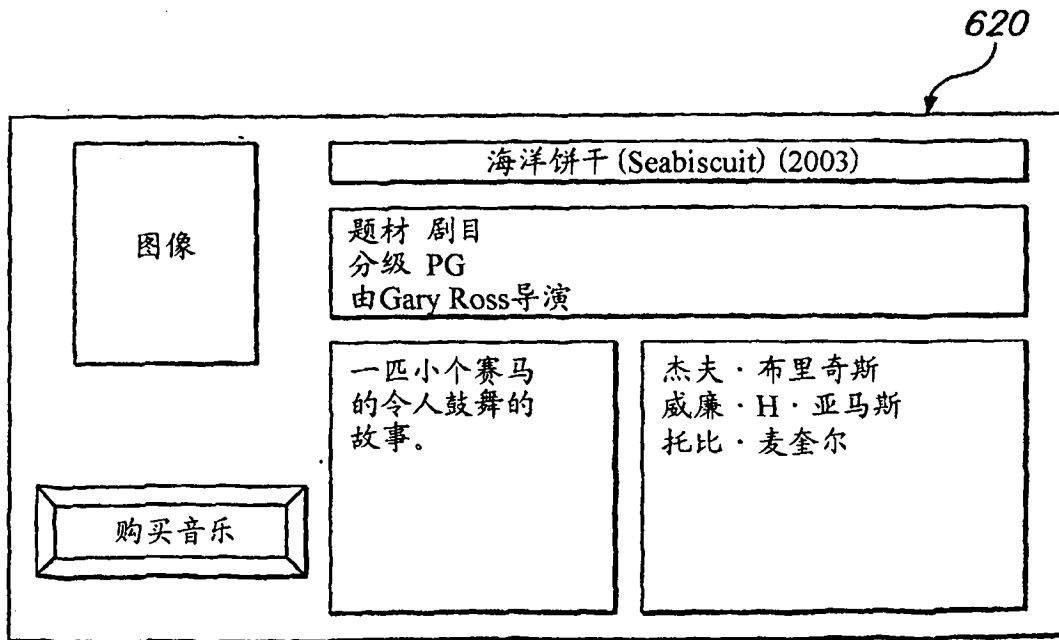 620
海洋饼干 (Seabiscuit) (2003)
图像
题材 剧目
分级 PG
由Gary Ross导演
一匹小个赛马
的令人鼓舞的
故事。
杰夫·布里奇斯
威廉·H·亚马斯
托比·麦奎尔
购买音乐